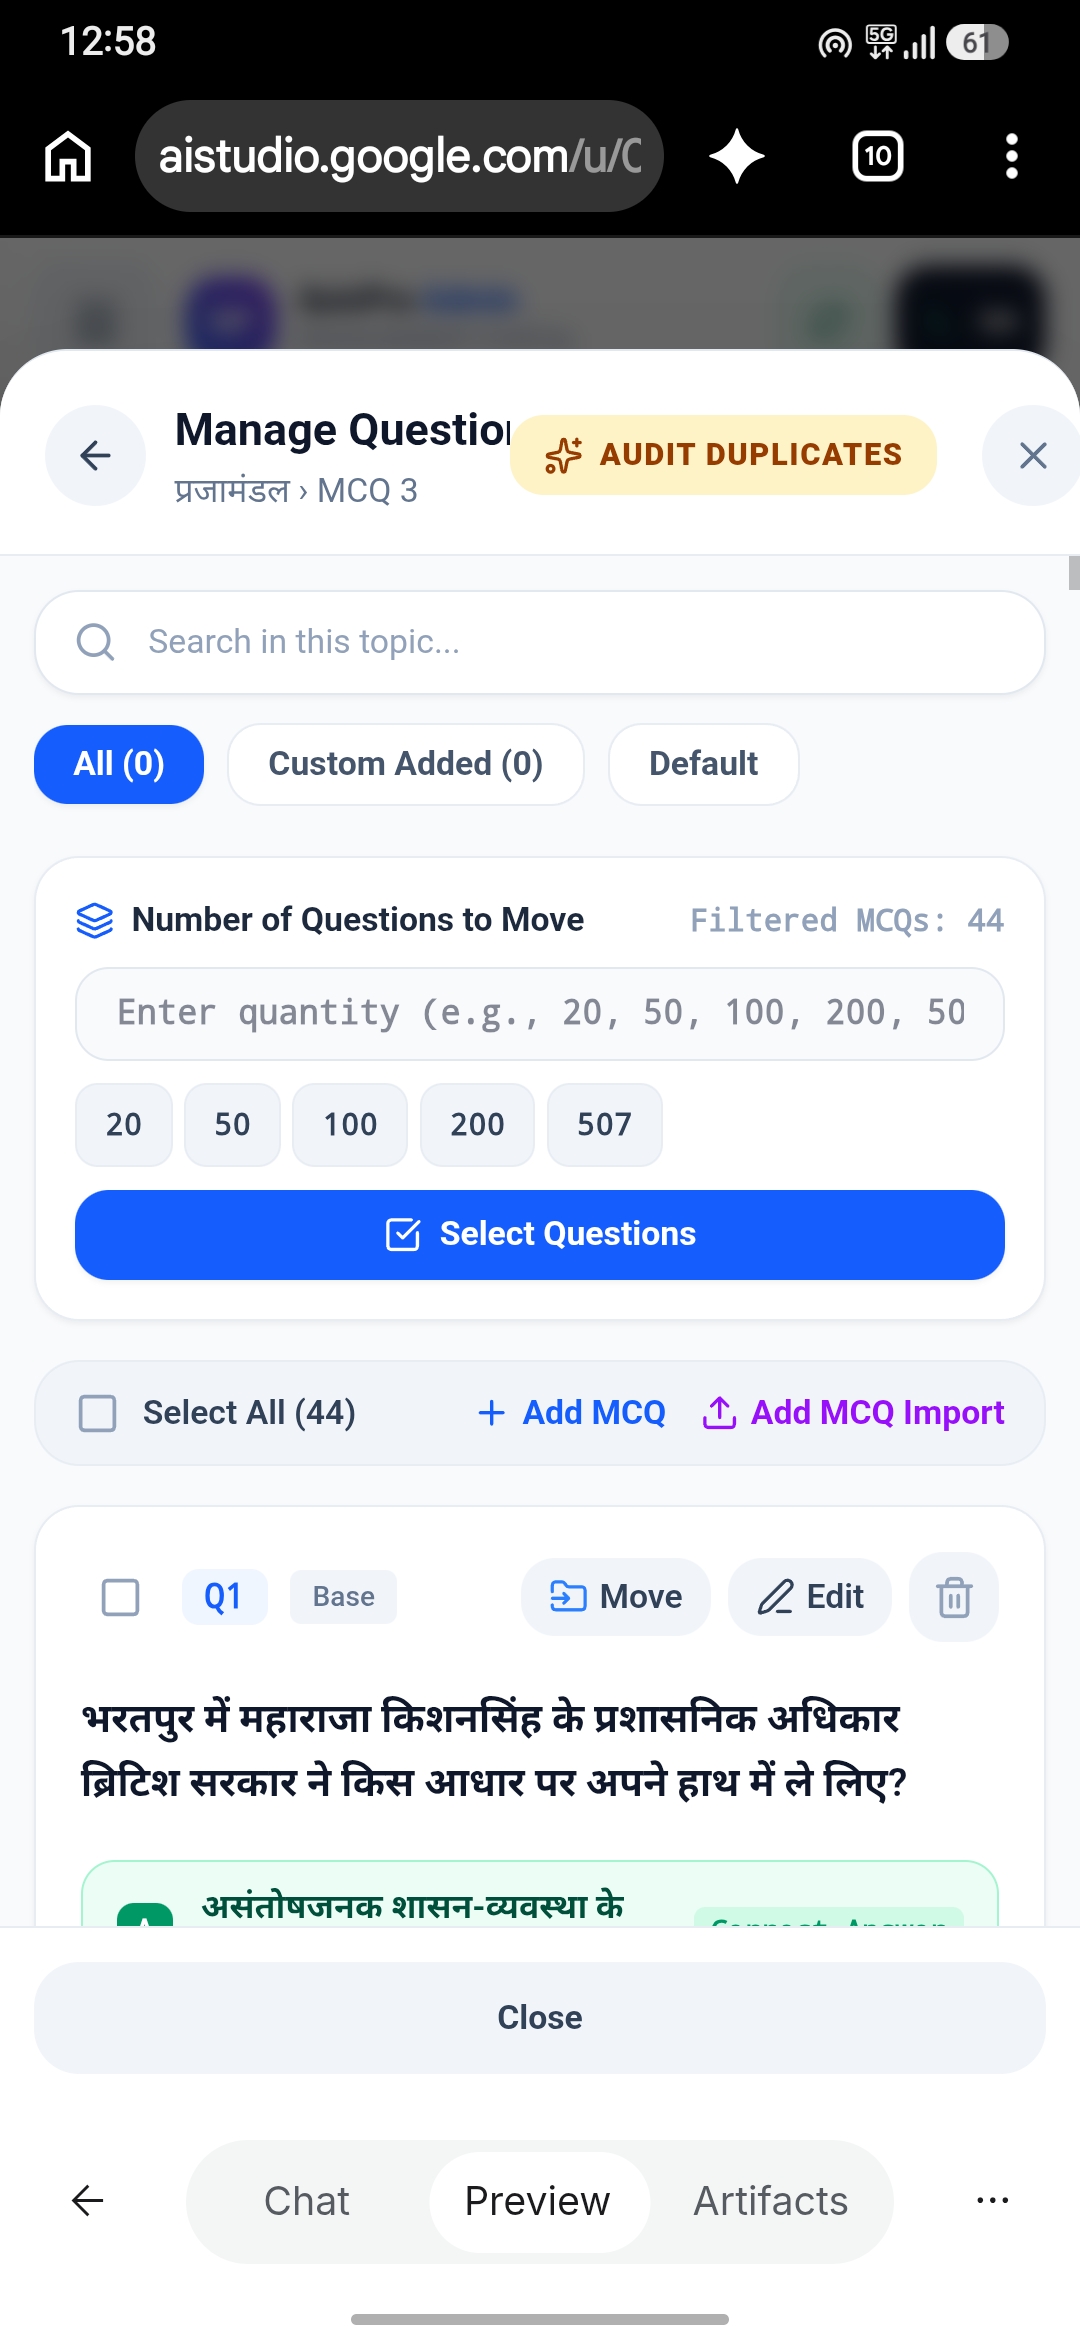 12:58
5G
61
aistudio.google.com/u/
10
Manage Question
AUDIT DUPLICATES
प्रजामंडल › MCQ 3
Search in this topic...
All (0)
Custom Added (0)
Default
Number of Questions to Move
Filtered MCQs: 44
Enter quantity (e.g., 20, 50, 100, 200, 50
20
50
100
200
507
Select Questions
Select All (44)
Add MCQ
Add MCQ Import
Q1
Base
Move
Edit
भरतपुर में महाराजा किशनसिंह के प्रशासनिक अधिकार
ब्रिटिश सरकार ने किस आधार पर अपने हाथ में ले लिए?
असंतोषजनक शासन-व्यवस्था के
Correct Answer
Close
Chat
Preview
Artifacts